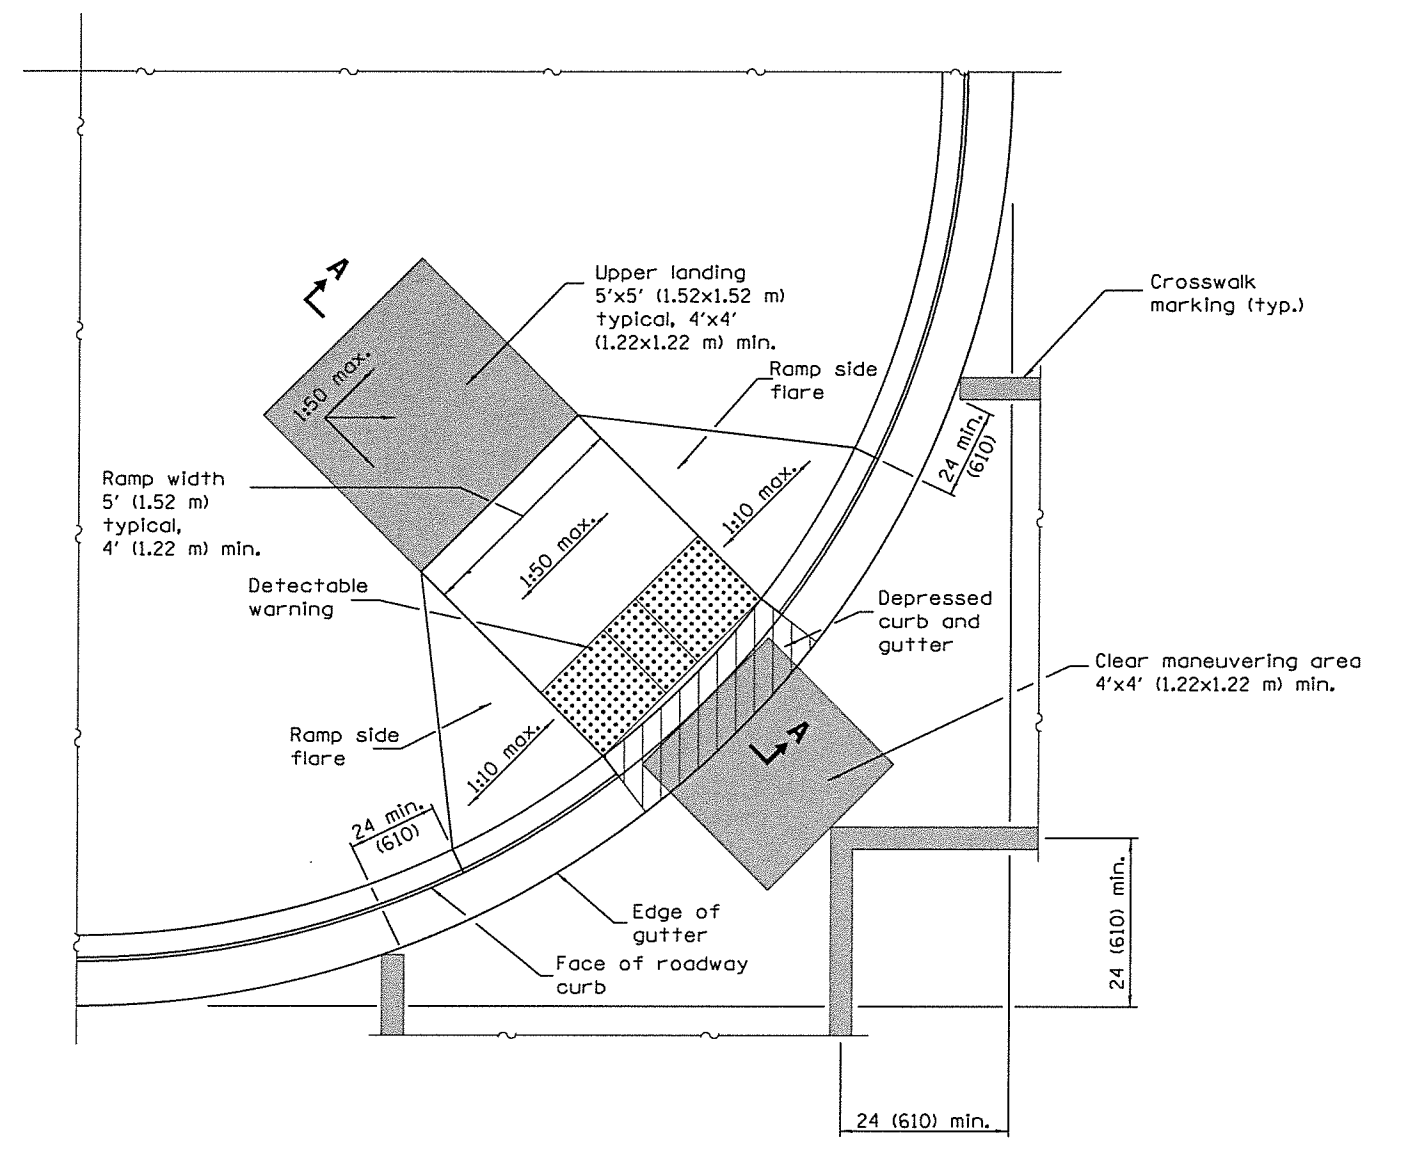 A
Upper landing
5'x5' (1.52x1.52 m)
typical, 4'x4'
(1.22x1.22 m) min.
Crosswalk
marking (typ.)
Ramp side
flare
1:50 max.
24 min.
(610)
Ramp width
5' (1.52 m)
typical,
4' (1.22 m) min.
1:10 max.
1:50 max.
Detectable
warning
Depressed
curb and
gutter
Clear maneuvering area
4'x4' (1.22x1.22 m) min.
Ramp side
flare
1:10 max.
A
24 min.
(610)
Edge of
gutter
Face of roadway
curb
24 (610) min.
24 (610) min.